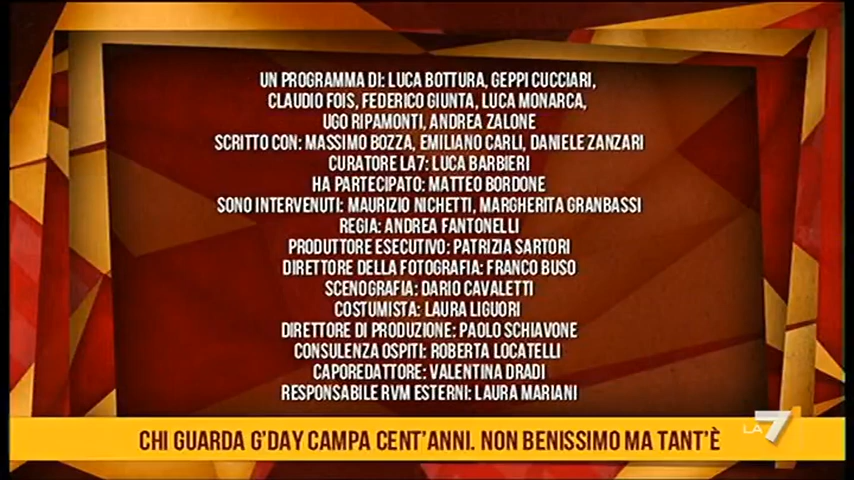 UN PROGRAMMA DI: LUCA BOTTURA, GEPPI CUCCIARI,
CLAUDIO FOIS, FEDERICO GIUNTA, LUCA MONARCA,
UGO RIPAMONTI, ANDREA ZALONE
SCRITTO CON: MASSIMO BOZZA, EMILIANO CARLI, DANIELE ZANZARI
CURATORE LA7: LUCA BARBIERI
HA PARTECIPATO: MATTEO BORDONE
SONO INTERVENUTI: MAURIZIO NICHETTI, MARGHERITA GRANBASSI
REGIA: ANDREA FANTONELLI
PRODUTTORE ESECUTIVO: PATRIZIA SARTORI
DIRETTORE DELLA FOTOGRAFIA: FRANCO BUSO
SCENOGRAFIA: DARIO CAVALETTI
COSTUMISTA: LAURA LIGUORI
DIRETTORE DI PRODUZIONE: PAOLO SCHIAVONE
CONSULENZA OSPITI: ROBERTA LOCATELLI
CAPOREDATTORE: VALENTINA DRADI
RESPONSABILE RVM ESTERNI: LAURA MARIANI
CHI GUARDA G'DAY CAMPA CENT'ANNI. NON BENISSIMO MA TANT'È
LA7